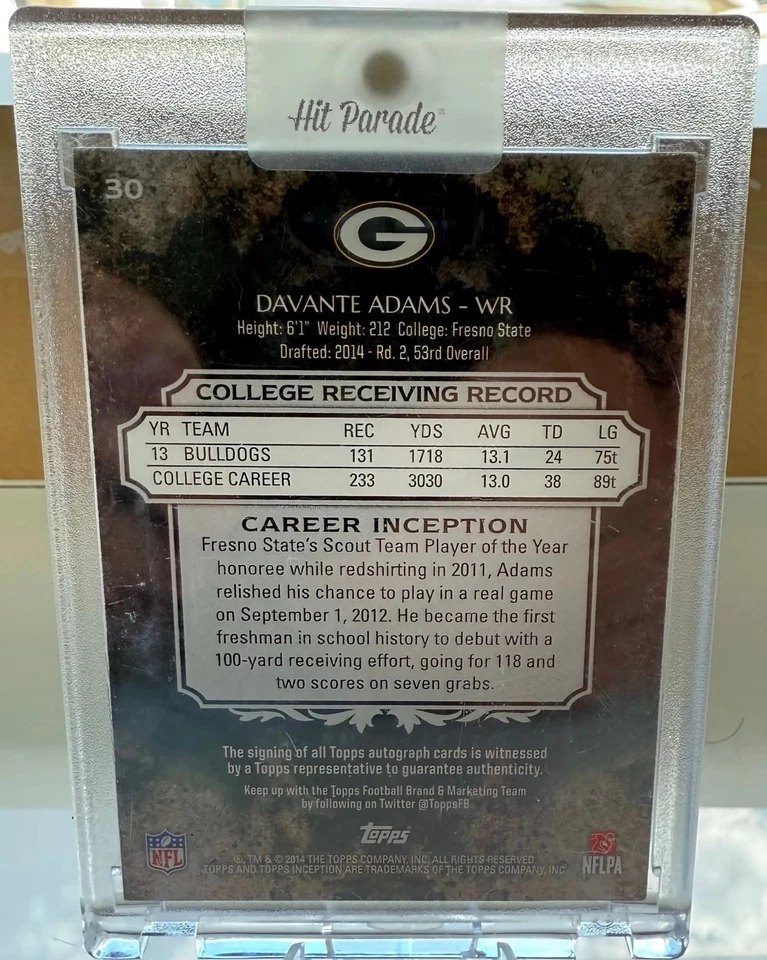 Hit Parade®
30
G
DAVANTE ADAMS - WR
Height: 6'1" Weight: 212 College: Fresno State
Drafted: 2014 - Rd. 2, 53rd Overall
COLLEGE RECEIVING RECORD
YR TEAM REC YDS AVG TD LG
13 BULLDOGS 131 1718 13.1 24 75t
COLLEGE CAREER 233 3030 13.0 38 89t
CAREER INCEPTION
Fresno State's Scout Team Player of the Year
honoree while redshirting in 2011, Adams
relished his chance to play in a real game
on September 1, 2012. He became the first
freshman in school history to debut with a
100-yard receiving effort, going for 118 and
two scores on seven grabs.
The signing of all Topps autograph cards is witnessed
by a Topps representative to guarantee authenticity.
Keep up with the Topps Football Brand & Marketing Team
by following on Twitter @ToppsFB
Topps
NFL
NFLPA
®, TM & © 2014 THE TOPPS COMPANY, INC. ALL RIGHTS RESERVED.
TOPPS AND TOPPS INCEPTION ARE TRADEMARKS OF THE TOPPS COMPANY, INC